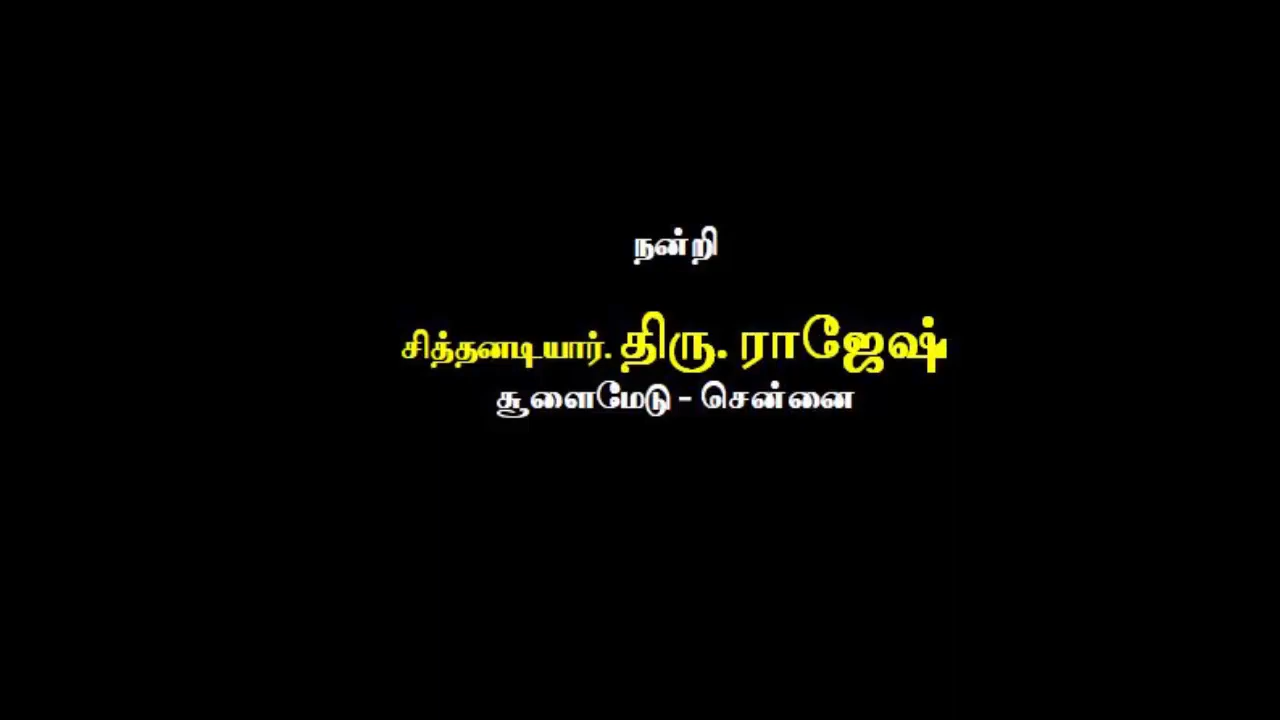 நன்றி
சித்தனடியார். திரு. ராஜேஷ்
சூளைமேடு - சென்னை